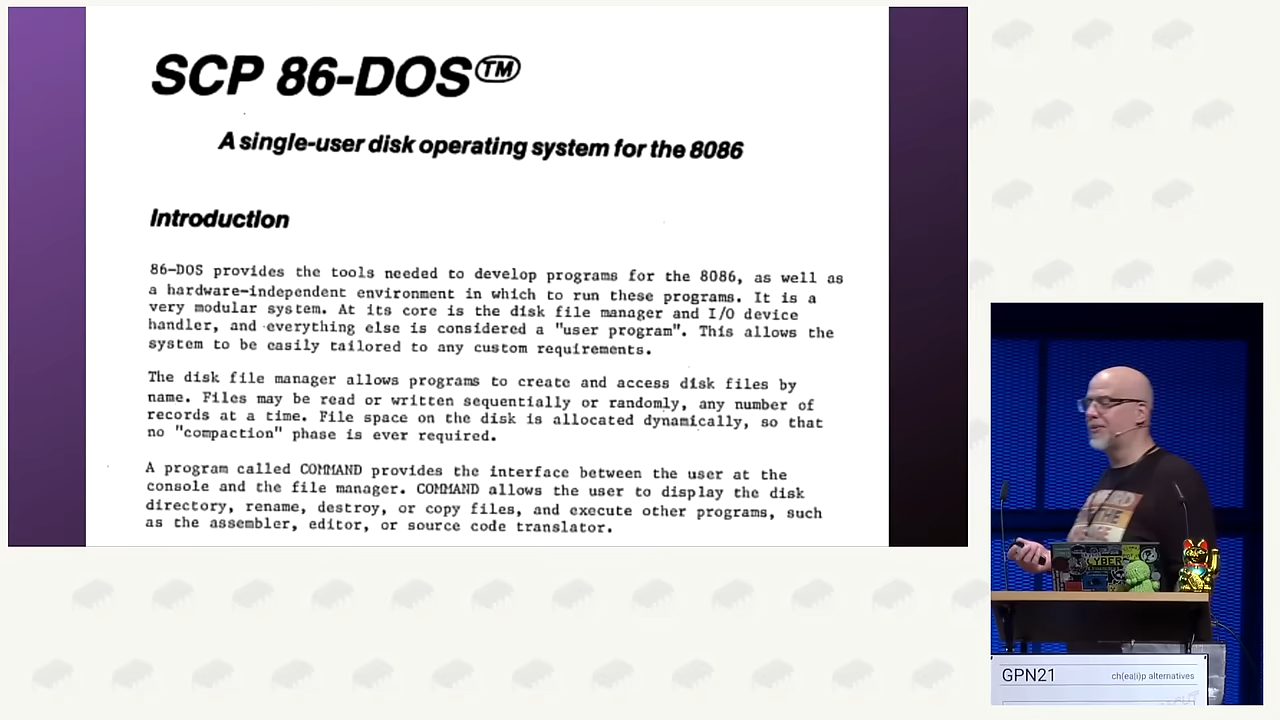 SCP 86-DOS™
A single-user disk operating system for the 8086
Introduction
86-DOS provides the tools needed to develop programs for the 8086, as well as
a hardware-independent environment in which to run these programs. It is a
very modular system. At its core is the disk file manager and I/O device
handler, and everything else is considered a "user program". This allows the
system to be easily tailored to any custom requirements.
The disk file manager allows programs to create and access disk files by
name. Files may be read or written sequentially or randomly, any number of
records at a time. File space on the disk is allocated dynamically, so that
no "compaction" phase is ever required.
A program called COMMAND provides the interface between the user at the
console and the file manager. COMMAND allows the user to display the disk
directory, rename, destroy, or copy files, and execute other programs, such
as the assembler, editor, or source code translator.
CYBER
GPN21
ch(ea|i)p alternatives